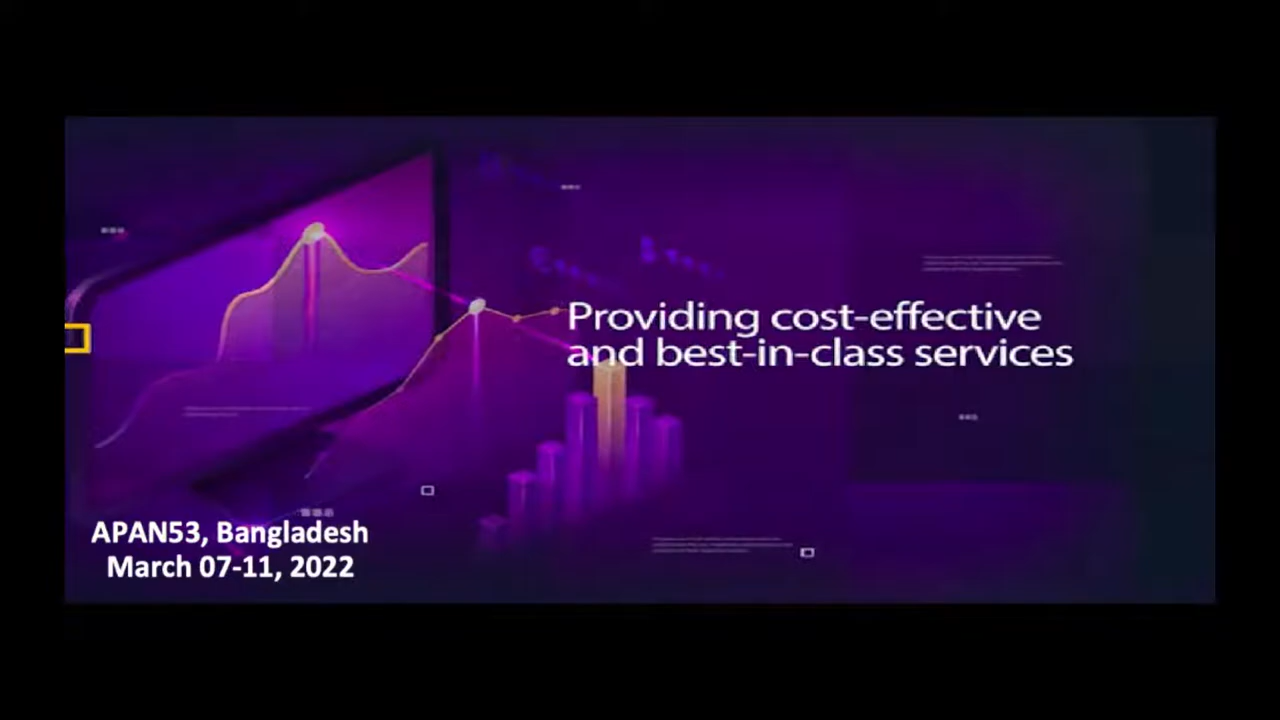 Providing cost-effective
and best-in-class services
APAN53, Bangladesh
March 07-11, 2022